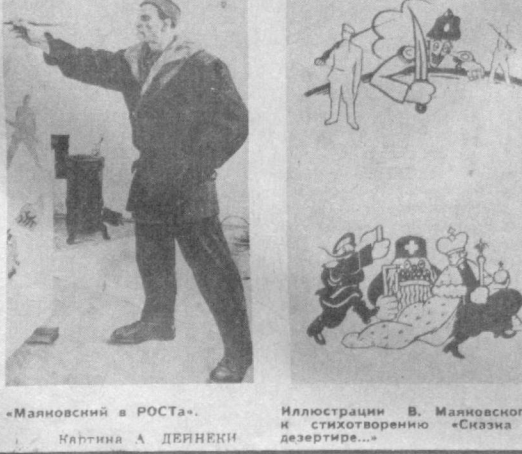 «Маяковский в РОСТа».
Картина А ДЕЙНЕКИ
Иллюстрации В. Маяковског
к стихотворению «Сказка
дезертире...»